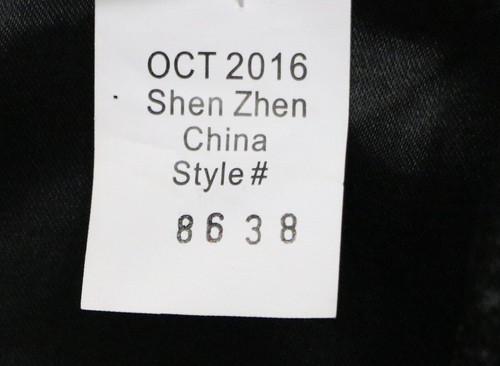 OCT 2016
Shen Zhen
China
Style #
8638